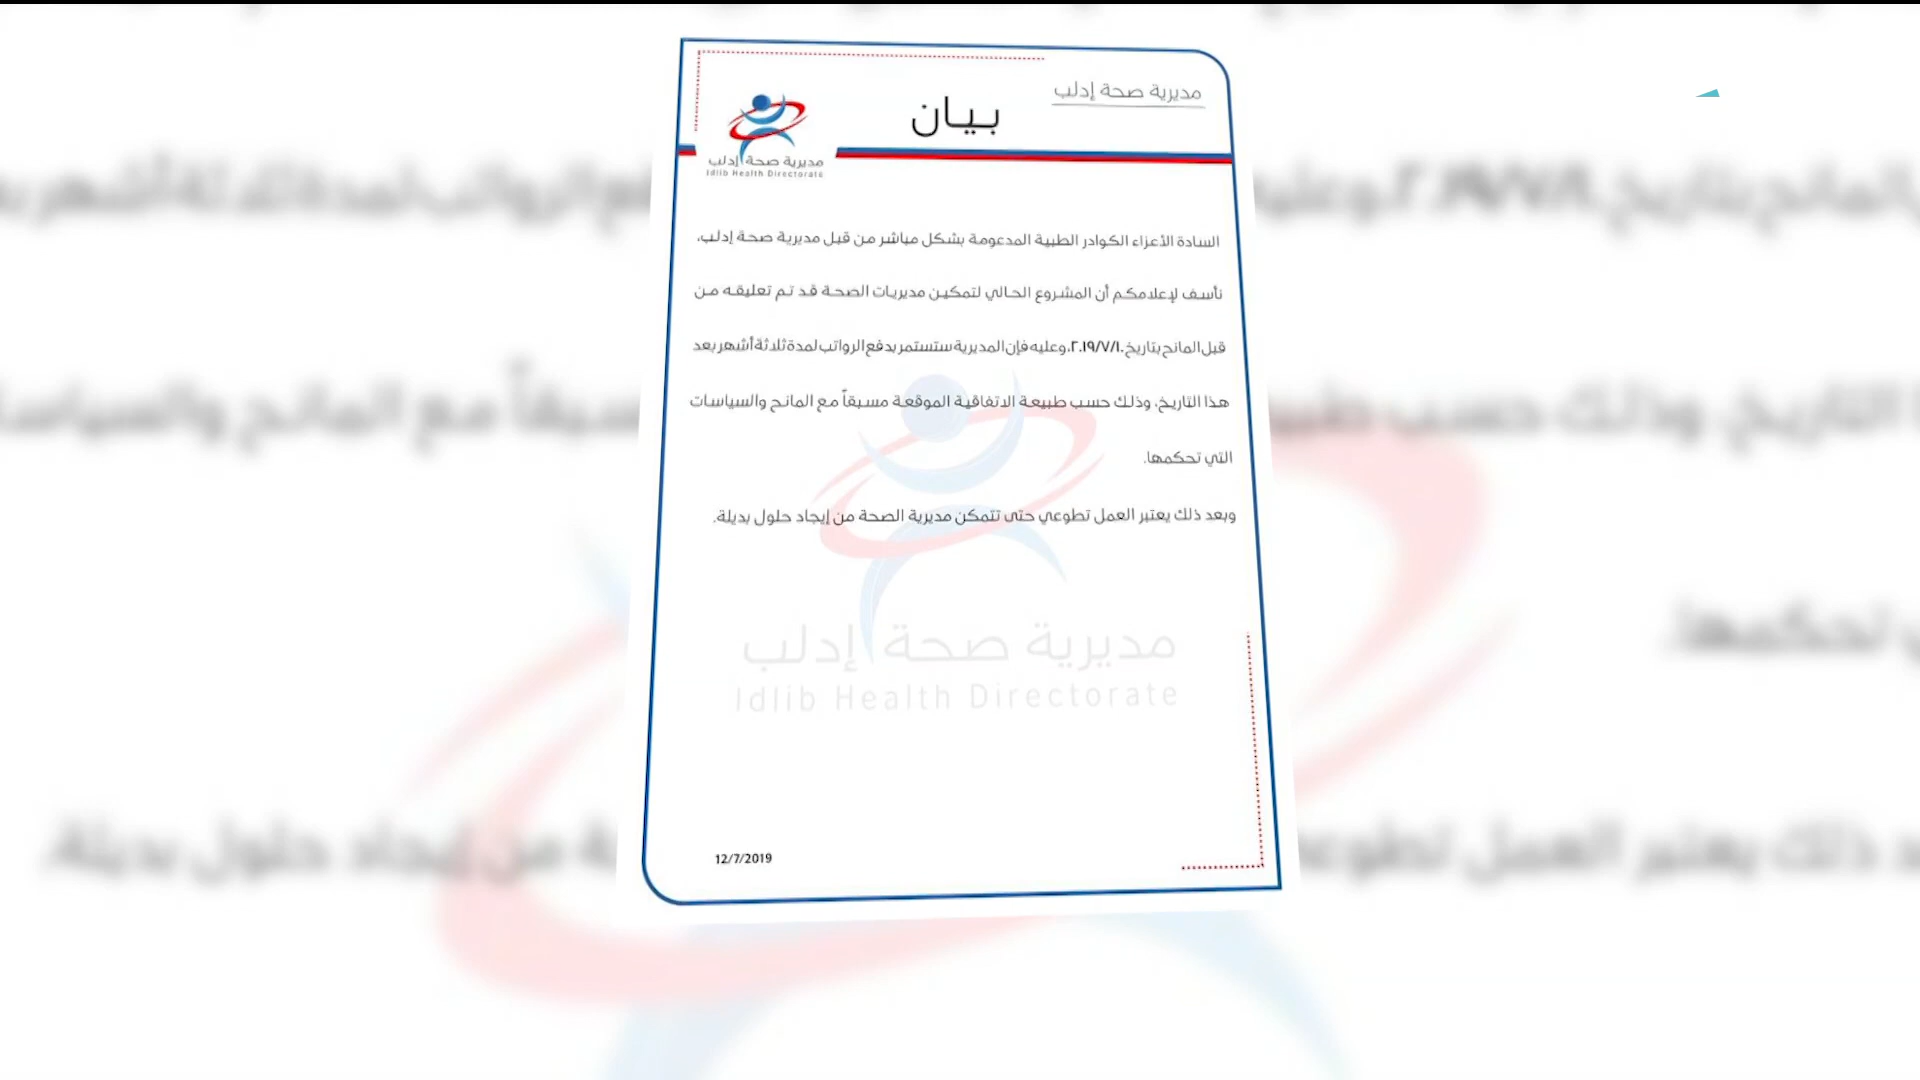 مديرية صحة إدلب
بيان
مديرية صحة إدلب
Idlib Health Directorate
السادة الأعزاء الكوادر الطبية المدعومة بشكل مباشر من قبل مديرية صحة إدلب،
نأسف لإعلامكم أن المشروع الحالي لتمكين مديريات الصحة قد تم تعليقه من
قبل المانح بتاريخ ٢٠١٩/٧/١٠، وعليه فإن المديرية ستستمر بدفع الرواتب لمدة ثلاثة أشهر بعد
هذا التاريخ، وذلك حسب طبيعة الاتفاقية الموقعة مسبقاً مع المانح والسياسات
التي تحكمها.
وبعد ذلك يعتبر العمل تطوعي حتى تتمكن مديرية الصحة من إيجاد حلول بديلة.
مديرية صحة إدلب
Idlib Health Directorate
12/7/2019